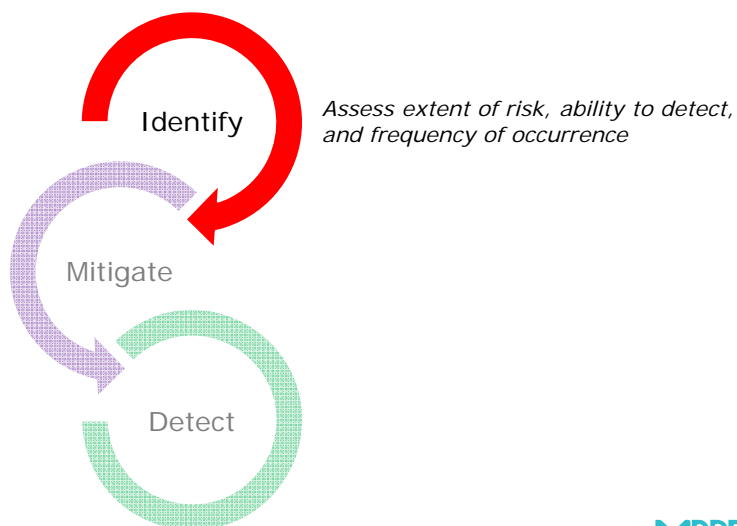 Identify
Assess extent of risk, ability to detect,
and frequency of occurrence
Mitigate
Detect